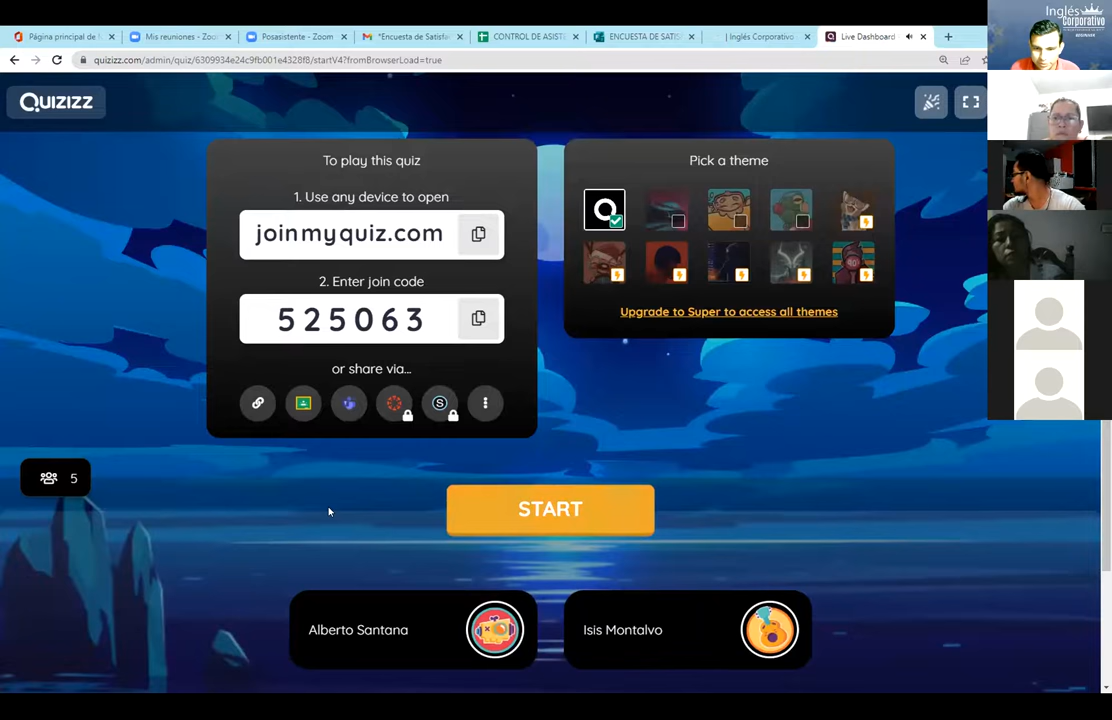 Página principal de M
Mis reuniones - Zoo
Posasistente - Zoom
*Encuesta de Satisfa
CONTROL DE ASIST
ENCUESTA DE SATIS
| Inglés Corporativo
Live Dashboard
quizizz.com/admin/quiz/6309934e24c9fb001e4328f8/startV4?fromBrowserLoad=true
Inglés
Corporativo
BEGINNER
QUIZIZZ
To play this quiz
1. Use any device to open
joinmyquiz.com
2. Enter join code
525063
or share via...
Pick a theme
Upgrade to Super to access all themes
5
START
Alberto Santana
Isis Montalvo